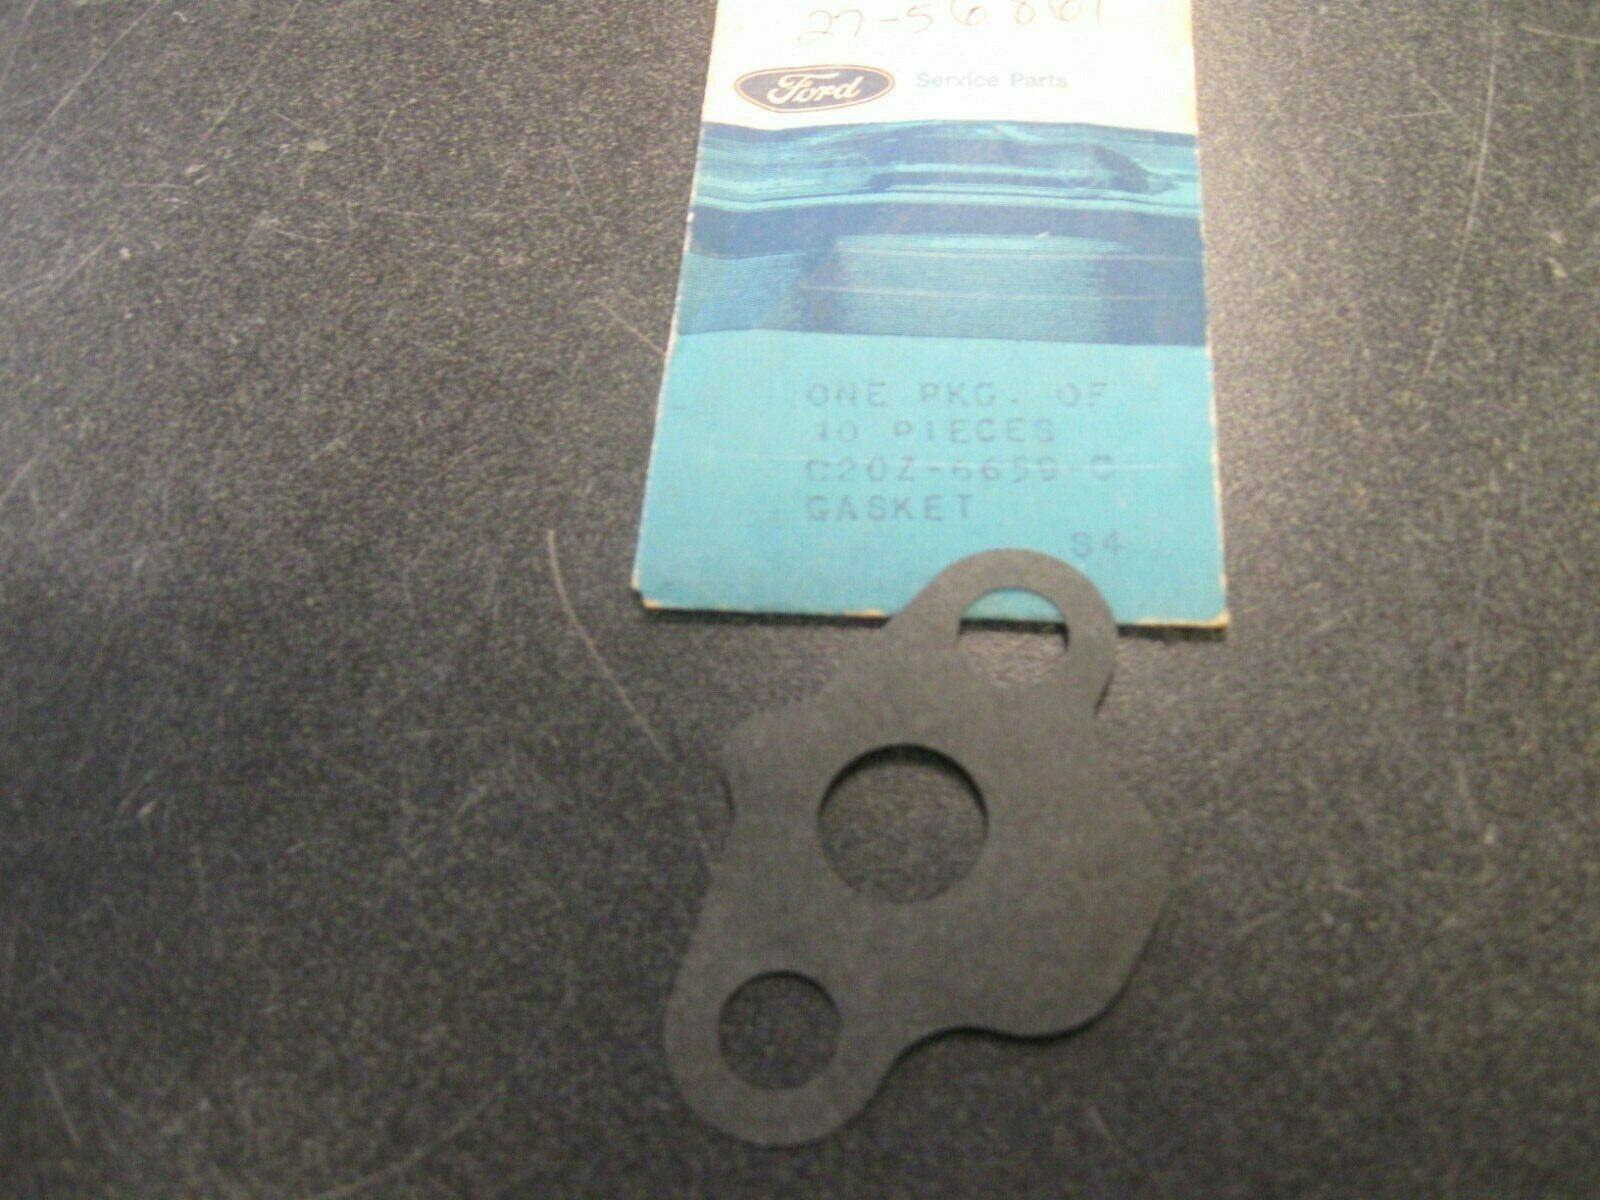 27-56861
Ford Service Parts
ONE PKG. OF
10 PIECES
C2OZ-6659-C
GASKET
S4